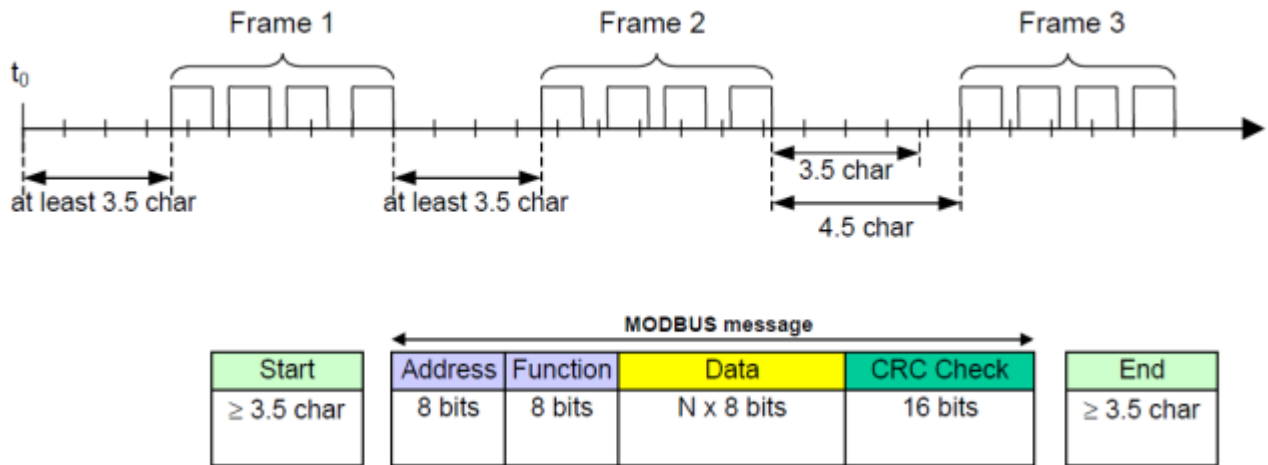 Frame 1 Frame 2 Frame 3
t0
at least 3.5 char at least 3.5 char 3.5 char
4.5 char
MODBUS message
Start Address Function Data CRC Check End
≥ 3.5 char 8 bits 8 bits N x 8 bits 16 bits ≥ 3.5 char